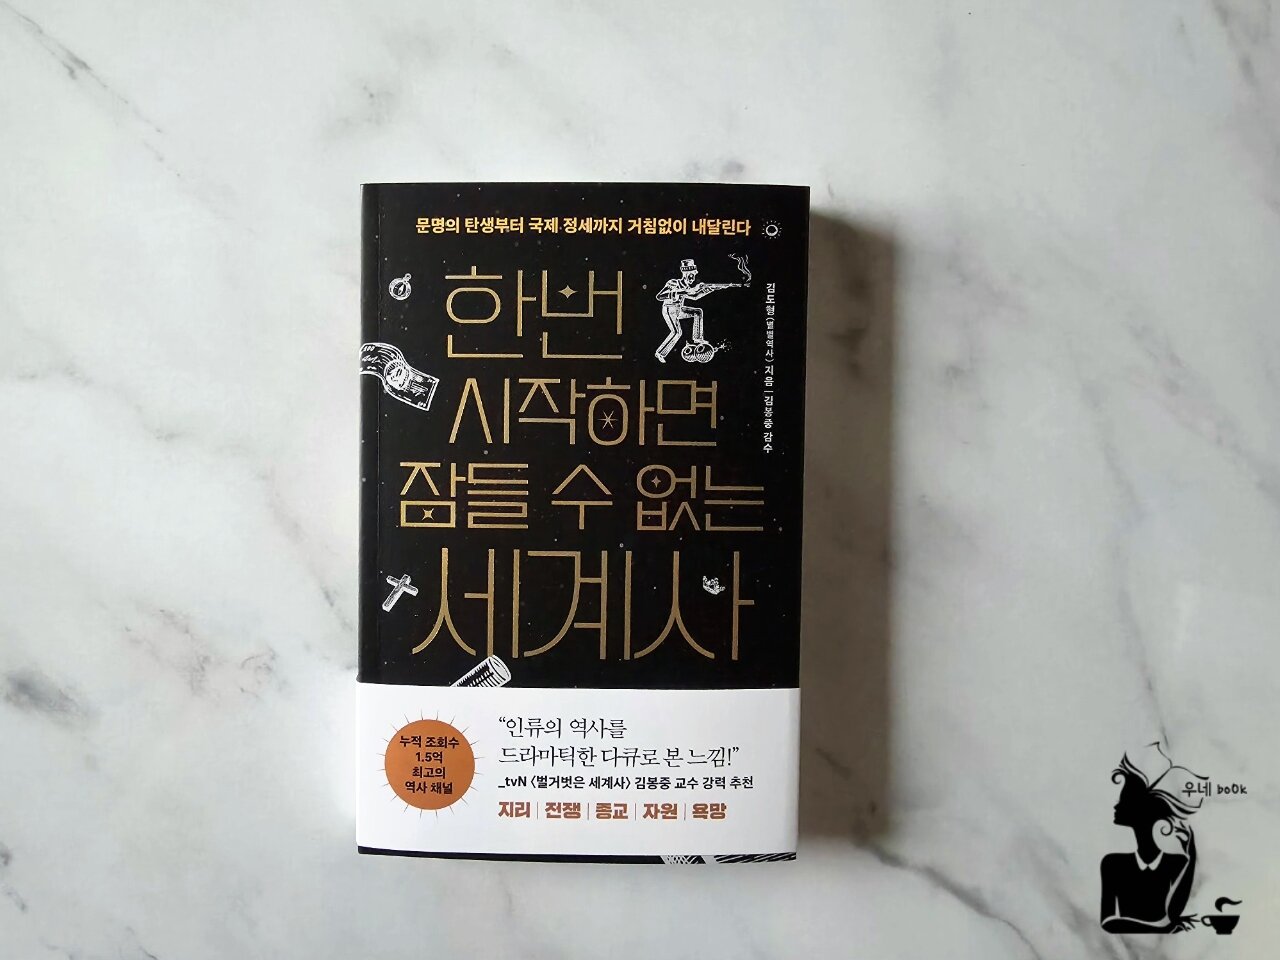 문명의 탄생부터 국제 정세까지 거침없이 내달린다
한번
시작하면
잠들 수 없는
세계사
김도형(별별역사) 지음 | 김봉중 감수
누적 조회수
1.5억
최고의
역사 채널
“인류의 역사를
드라마틱한 다큐로 본 느낌!”
_tvN 〈벌거벗은 세계사〉 김봉중 교수 강력 추천
지리 | 전쟁 | 종교 | 자원 | 욕망
우네 book